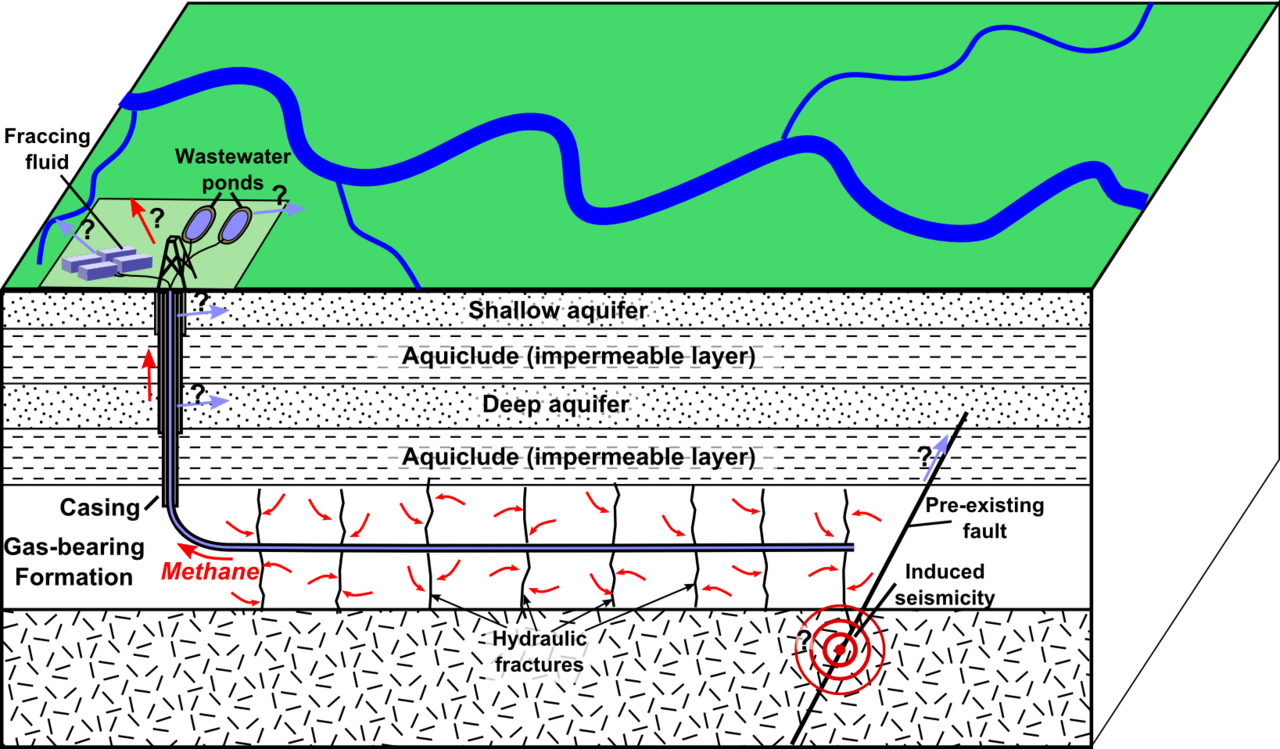 Fraccing
fluid
Wastewater
ponds
?
?
?
?
Shallow aquifer
Aquiclude (impermeable layer)
?
Deep aquifer
Aquiclude (impermeable layer)
?
Casing
Pre-existing
fault
Gas-bearing
Formation
Methane
Induced
seismicity
Hydraulic
fractures
?